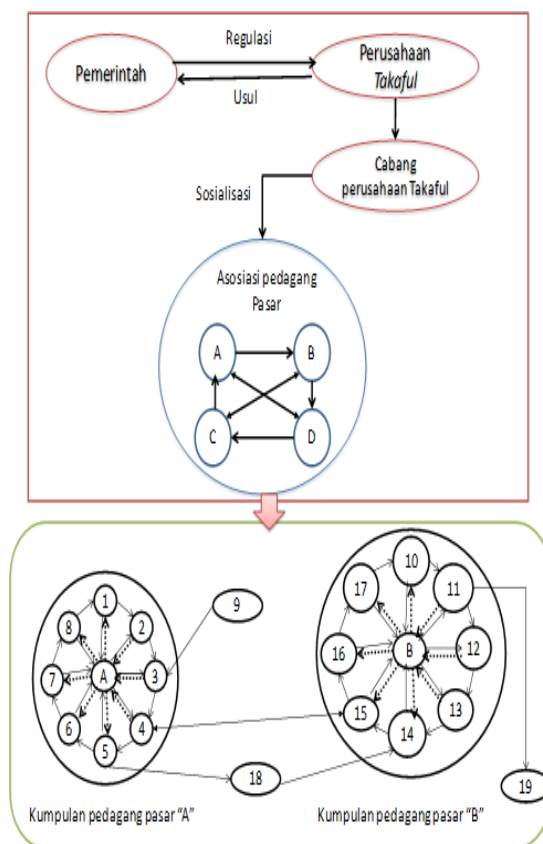 Regulasi
Pemerintah
Perusahaan
Takaful
Usul
Cabang
perusahaan Takaful
Sosialisasi
Asosiasi pedagang
Pasar
A
B
C
D
1
2
3
4
5
6
7
8
A
9
10
11
12
13
14
15
16
17
B
18
19
Kumpulan pedagang pasar “A”
Kumpulan pedagang pasar “B”